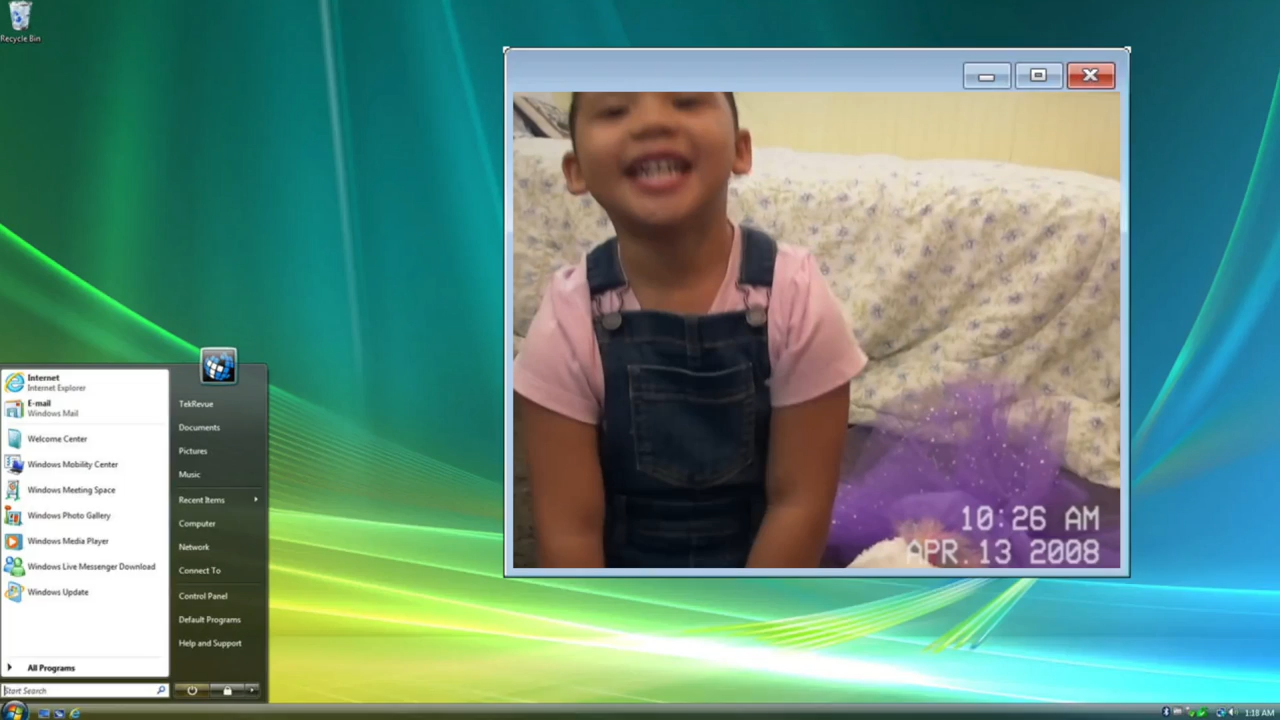 Recycle Bin
Internet
Internet Explorer
E-mail
Windows Mail
Welcome Center
Windows Mobility Center
Windows Meeting Space
Windows Photo Gallery
Windows Media Player
Windows Live Messenger Download
Windows Update
All Programs
Start Search
TekRevue
Documents
Pictures
Music
Recent Items
Computer
Network
Connect To
Control Panel
Default Programs
Help and Support
10:26 AM
APR.13 2008
1:18 AM